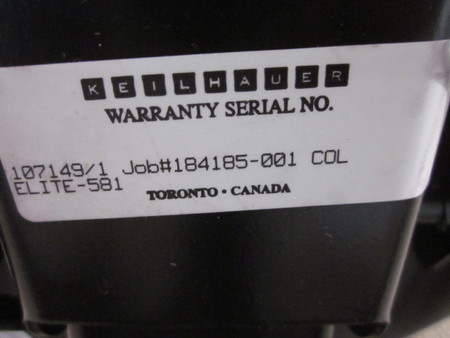 KEILHAUER
WARRANTY SERIAL NO.
107149/1 Job#184185-001 COL
ELITE-581
TORONTO • CANADA